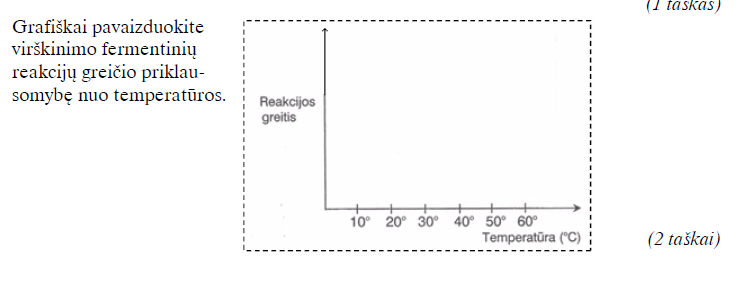 (1 taškas)
Grafiškai pavaizduokite
virškinimo fermentinių
reakcijų greičio priklau-
somybę nuo temperatūros.
Reakcijos
greitis
10° 20° 30° 40° 50° 60°
Temperatūra (°C)
(2 taškai)